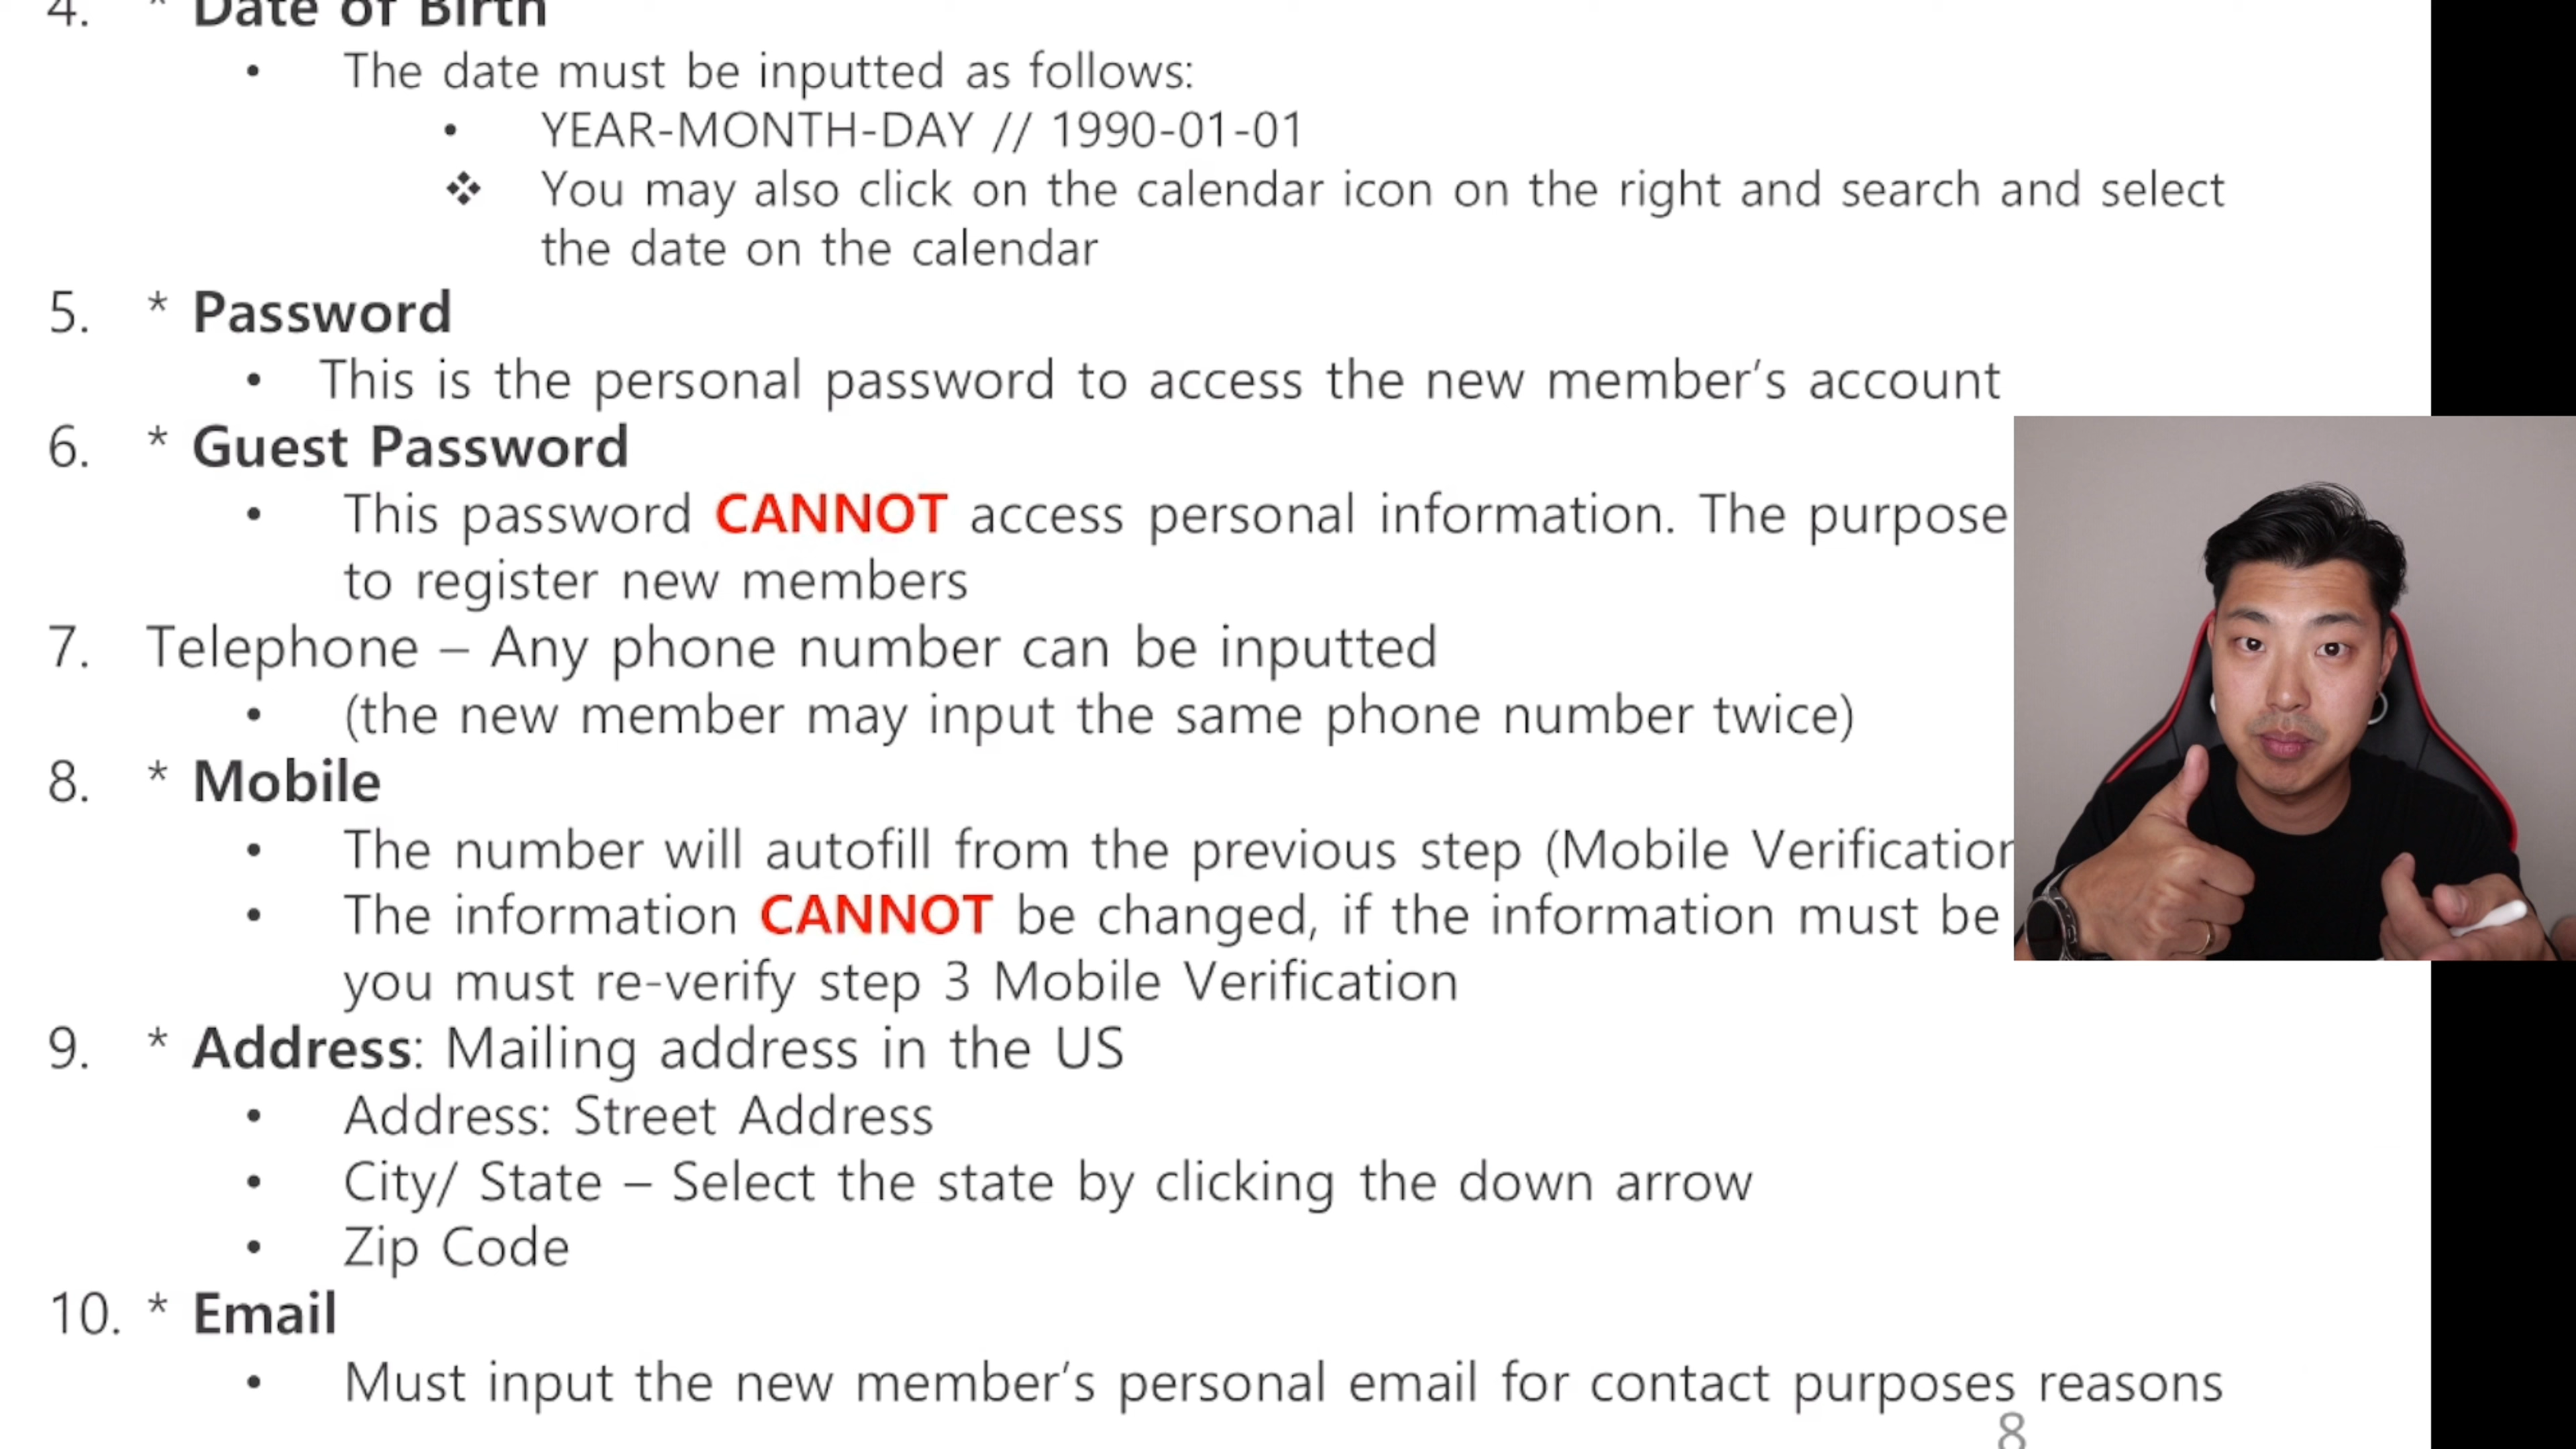 4. * Date of Birth
• The date must be inputted as follows:
• YEAR-MONTH-DAY // 1990-01-01
❖ You may also click on the calendar icon on the right and search and select
the date on the calendar
5. * Password
• This is the personal password to access the new member’s account
6. * Guest Password
• This password CANNOT access personal information. The purpose
to register new members
7. Telephone – Any phone number can be inputted
• (the new member may input the same phone number twice)
8. * Mobile
• The number will autofill from the previous step (Mobile Verification
• The information CANNOT be changed, if the information must be
you must re-verify step 3 Mobile Verification
9. * Address: Mailing address in the US
• Address: Street Address
• City/ State – Select the state by clicking the down arrow
• Zip Code
10. * Email
• Must input the new member’s personal email for contact purposes reasons
8